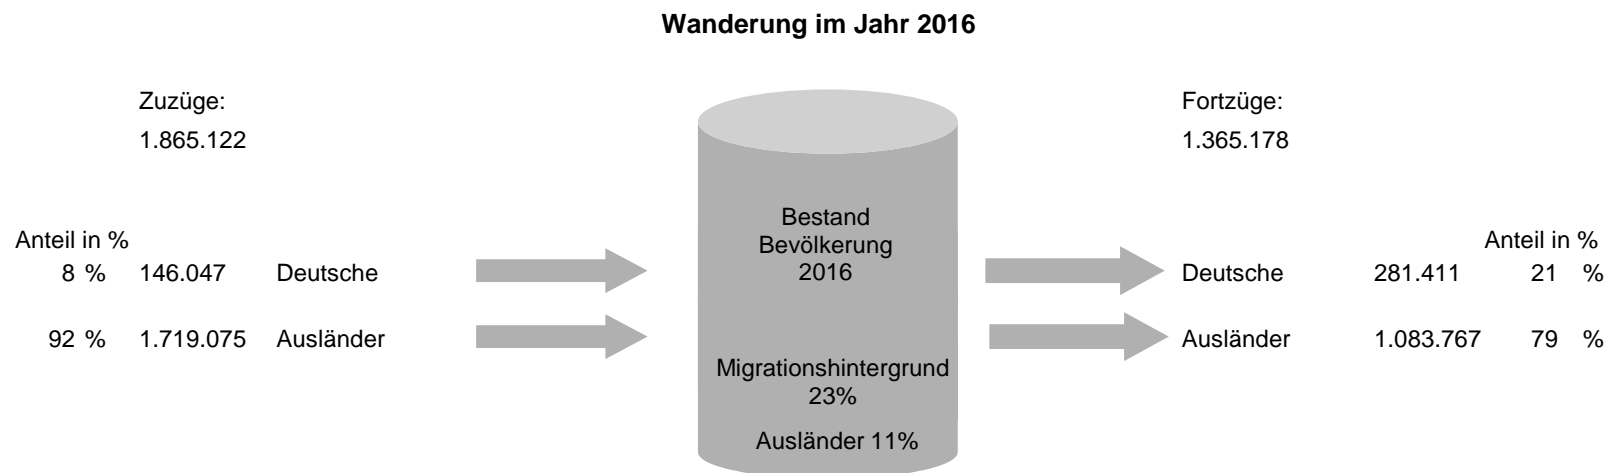 Wanderung im Jahr 2016
Zuzüge:
1.865.122
Anteil in %
8 % 146.047 Deutsche
92 % 1.719.075 Ausländer
Bestand
Bevölkerung
2016
Migrationshintergrund
23%
Ausländer 11%
Fortzüge:
1.365.178
Anteil in %
Deutsche 281.411 21 %
Ausländer 1.083.767 79 %